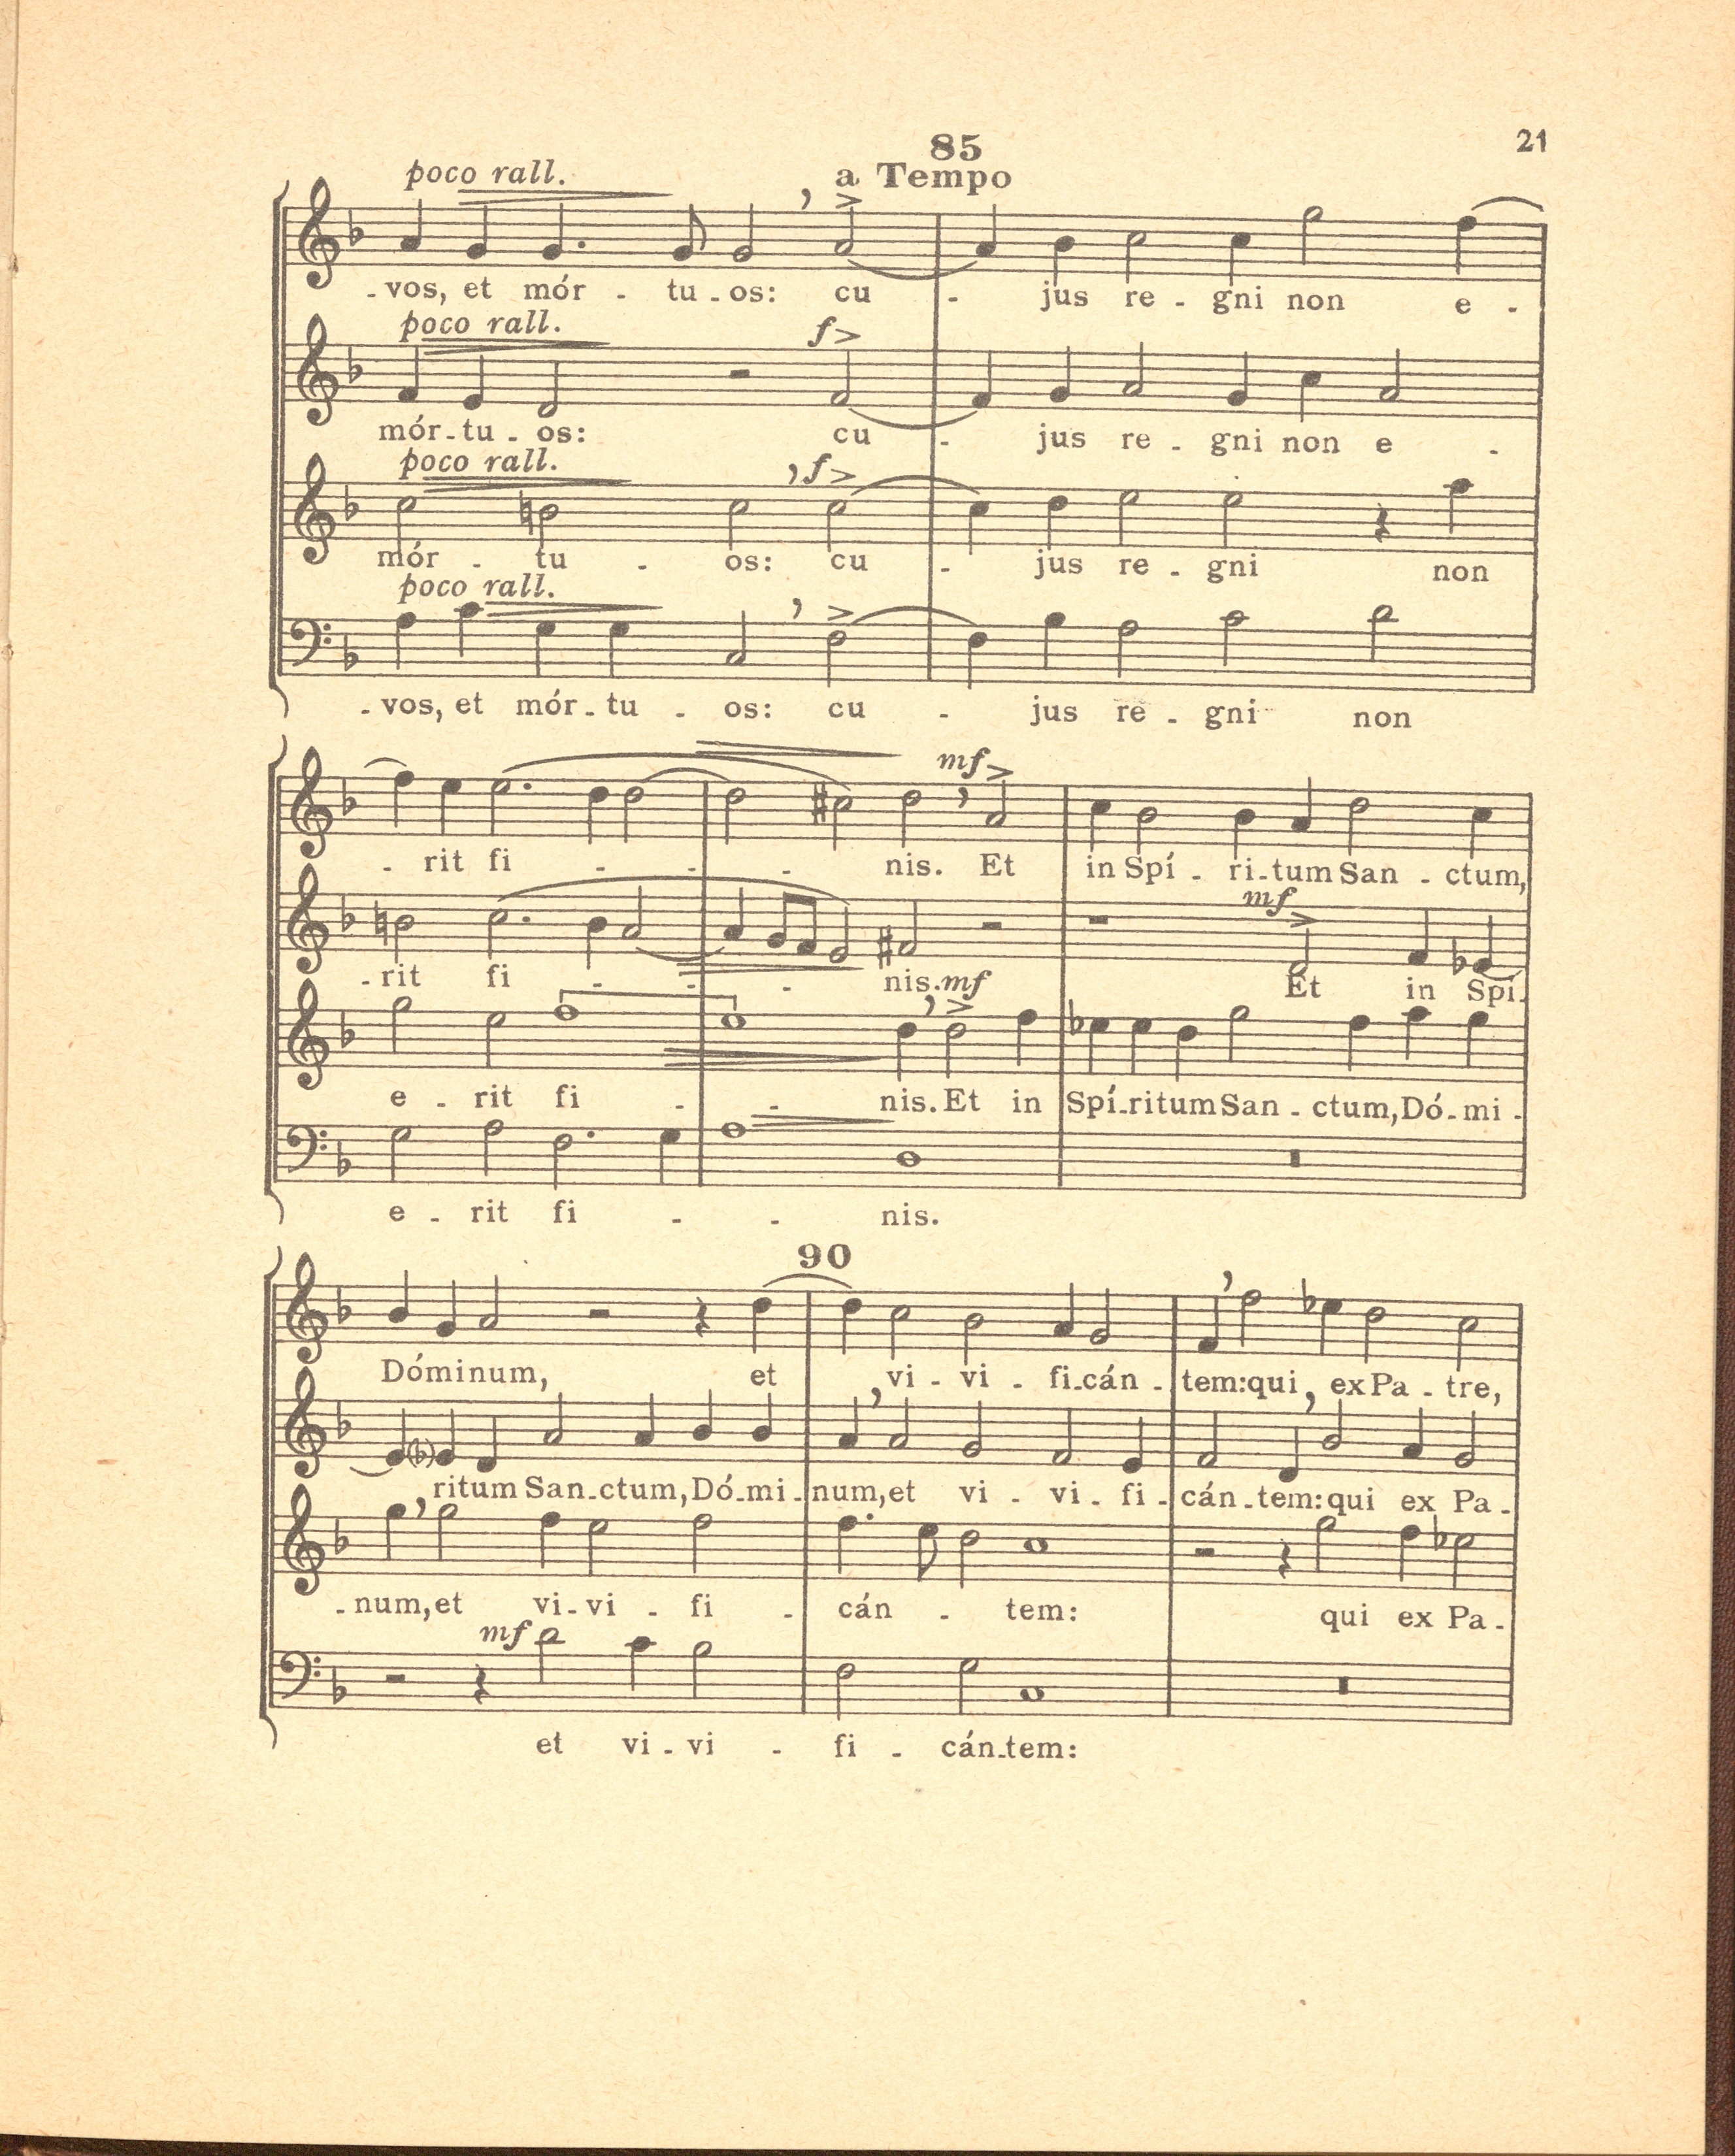 85
21
poco rall.
a Tempo
- vos, et mór - tu - os: cu - jus re - gni non e -
poco rall.
f
mór - tu - os: cu - jus re - gni non e -
poco rall.
f
mór - tu - os: cu - jus re - gni non
poco rall.
- vos, et mór - tu - os: cu - jus re - gni non
mf
- rit fi - - - nis. Et in Spí - ri - tum San - ctum,
mf
- rit fi - - - nis. mf Et in Spí -
e - rit fi - - nis. Et in Spí - ritum San - ctum, Dó - mi -
e - rit fi - - nis.
90
Dóminum, et vi - vi - fi - cán - tem: qui ex Pa - tre,
ritum San - ctum, Dó - mi - num, et vi - vi - fi - cán - tem: qui ex Pa -
- num, et vi - vi - fi - cán - tem: qui ex Pa -
mf
et vi - vi - fi - cán - tem: